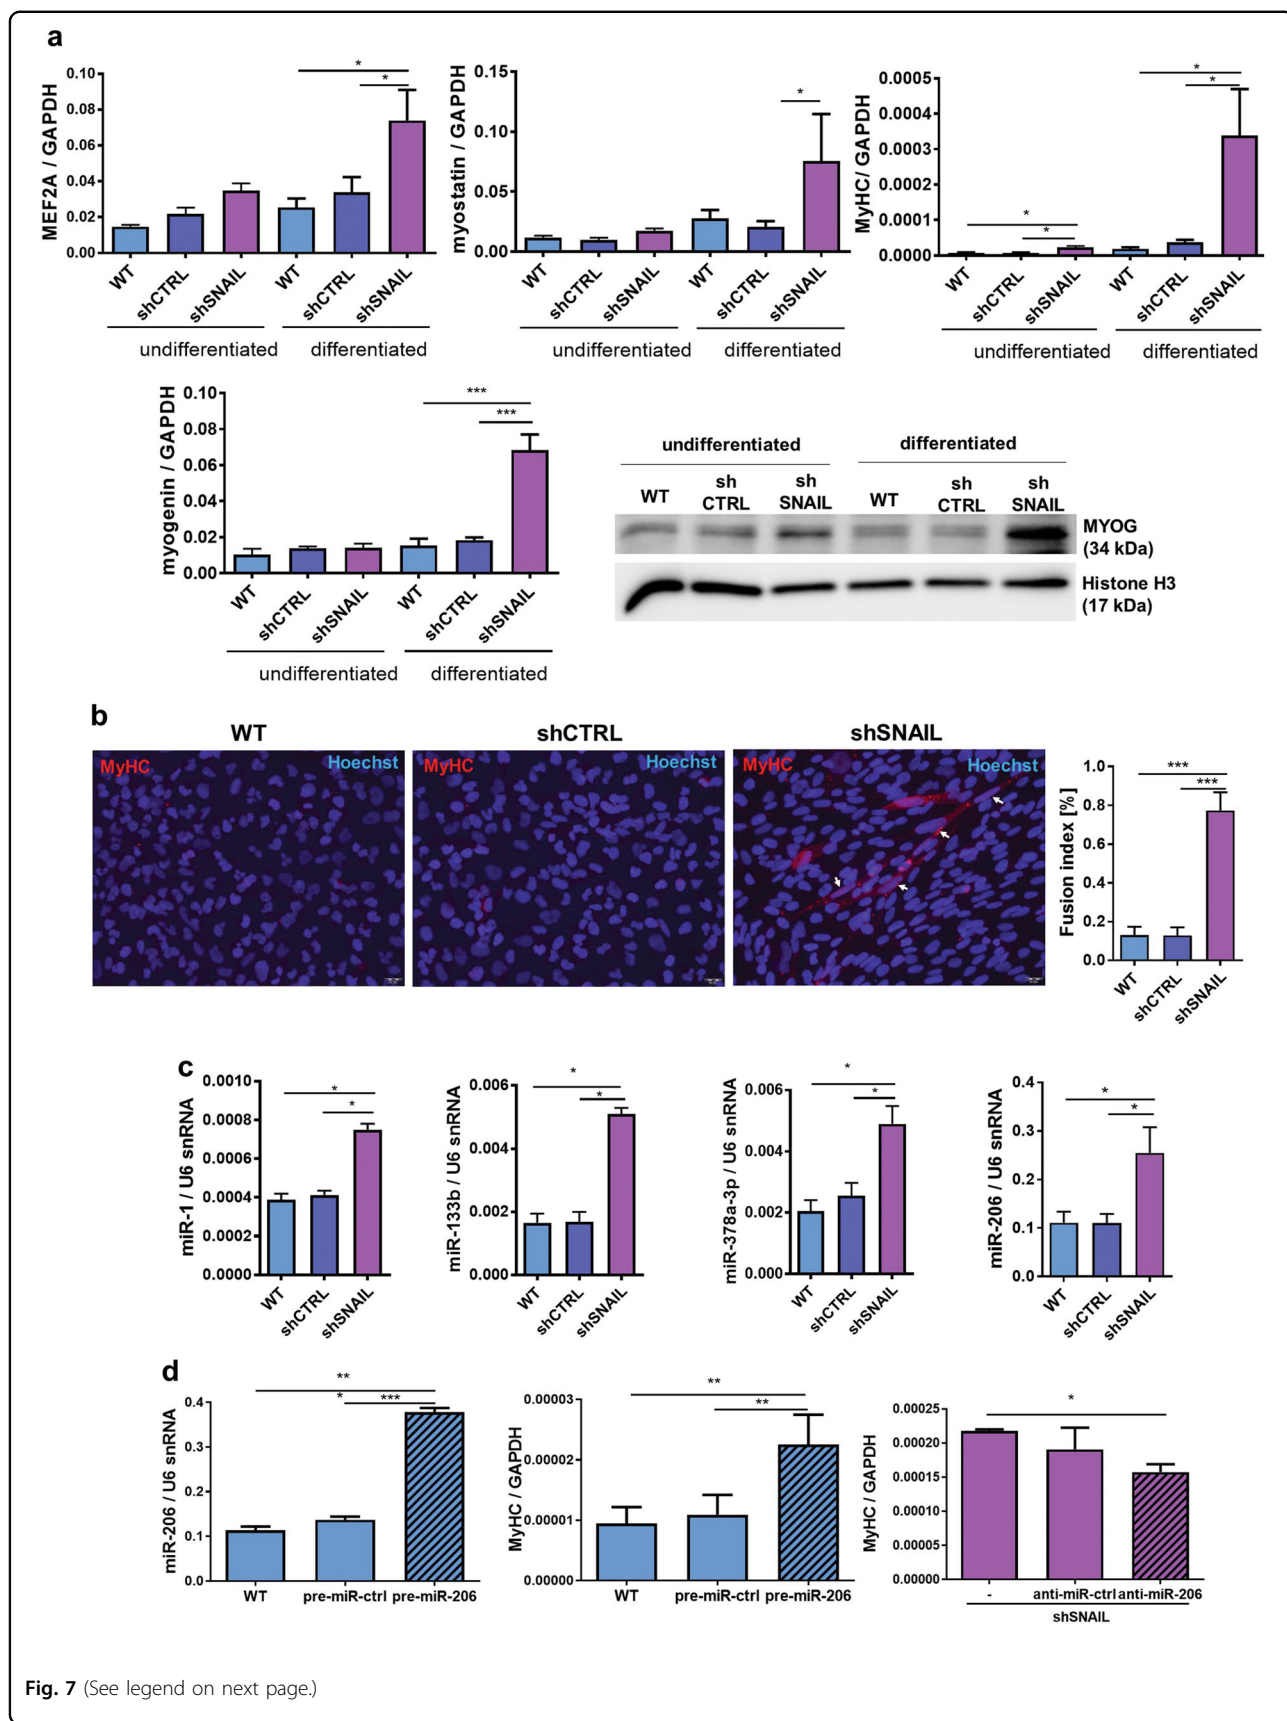 a
MEF2A / GAPDH
0.10
0.08
0.06
0.04
0.02
0.00
*
*
WT
shCTRL
shSNAIL
WT
shCTRL
shSNAIL
undifferentiated
differentiated
myostatin / GAPDH
0.15
0.10
0.05
0.00
*
WT
shCTRL
shSNAIL
WT
shCTRL
shSNAIL
undifferentiated
differentiated
MyHC/ GAPDH
0.0005
0.0004
0.0003
0.0002
0.0001
0.0000
*
*
*
*
WT
shCTRL
shSNAIL
WT
shCTRL
shSNAIL
undifferentiated
differentiated
myogenin / GAPDH
0.10
0.08
0.06
0.04
0.02
0.00
***
***
WT
shCTRL
shSNAIL
WT
shCTRL
shSNAIL
undifferentiated
differentiated
undifferentiated differentiated
WT sh CTRL sh SNAIL WT sh CTRL sh SNAIL
MYOG
(34 kDa)
Histone H3
(17 kDa)
b
WT
shCTRL
shSNAIL
MyHC Hoechst
MyHC Hoechst
MyHC Hoechst
Fusion index [%]
1.0
0.8
0.6
0.4
0.2
0.0
***
***
WT
shCTRL
shSNAIL
c
miR-1 / U6 snRNA
0.0010
0.0008
0.0006
0.0004
0.0002
0.0000
*
*
WT
shCTRL
shSNAIL
miR-133b / U6 snRNA
0.006
0.004
0.002
0.000
*
*
WT
shCTRL
shSNAIL
miR-378a-3p / U6 snRNA
0.006
0.004
0.002
0.000
*
*
WT
shCTRL
shSNAIL
miR-206 / U6 snRNA
0.4
0.3
0.2
0.1
0.0
*
*
WT
shCTRL
shSNAIL
d
miR-206 / U6 snRNA
0.4
0.3
0.2
0.1
0.0
**
*
***
WT pre-miR-ctrl pre-miR-206
MyHC / GAPDH
0.00003
0.00002
0.00001
0.00000
**
**
WT pre-miR-ctrl pre-miR-206
MyHC / GAPDH
0.00025
0.00020
0.00015
0.00010
0.00005
0.00000
*
- anti-miR-ctrl anti-miR-206
shSNAIL
Fig. 7 (See legend on next page.)